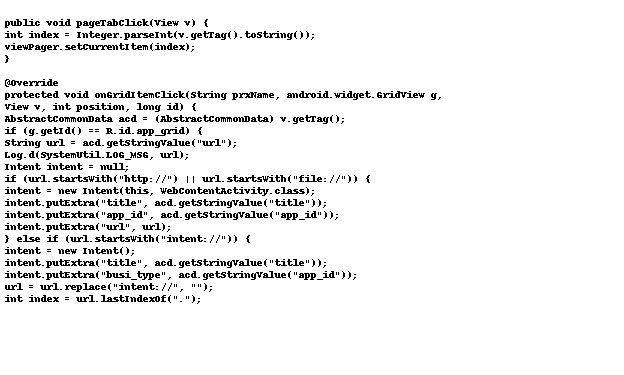 public void pageTabClick(View v) {
int index = Integer.parseInt(v.getTag().toString());
viewPager.setCurrentItem(index);
}
@Override
protected void onGridItemClick(String prxName, android.widget.GridView g,
View v, int position, long id) {
AbstractCommonData acd = (AbstractCommonData) v.getTag();
if (g.getId() == R.id.app_grid) {
String url = acd.getStringValue("url");
Log.d(SystemUtil.LOG_MSG, url);
Intent intent = null;
if (url.startsWith("http://") || url.startsWith("file://")) {
intent = new Intent(this, WebContentActivity.class);
intent.putExtra("title", acd.getStringValue("title"));
intent.putExtra("app_id", acd.getStringValue("app_id"));
intent.putExtra("url", url);
} else if (url.startsWith("intent://")) {
intent = new Intent();
intent.putExtra("title", acd.getStringValue("title"));
intent.putExtra("busi_type", acd.getStringValue("app_id"));
url = url.replace("intent://", "");
int index = url.lastIndexOf(".");